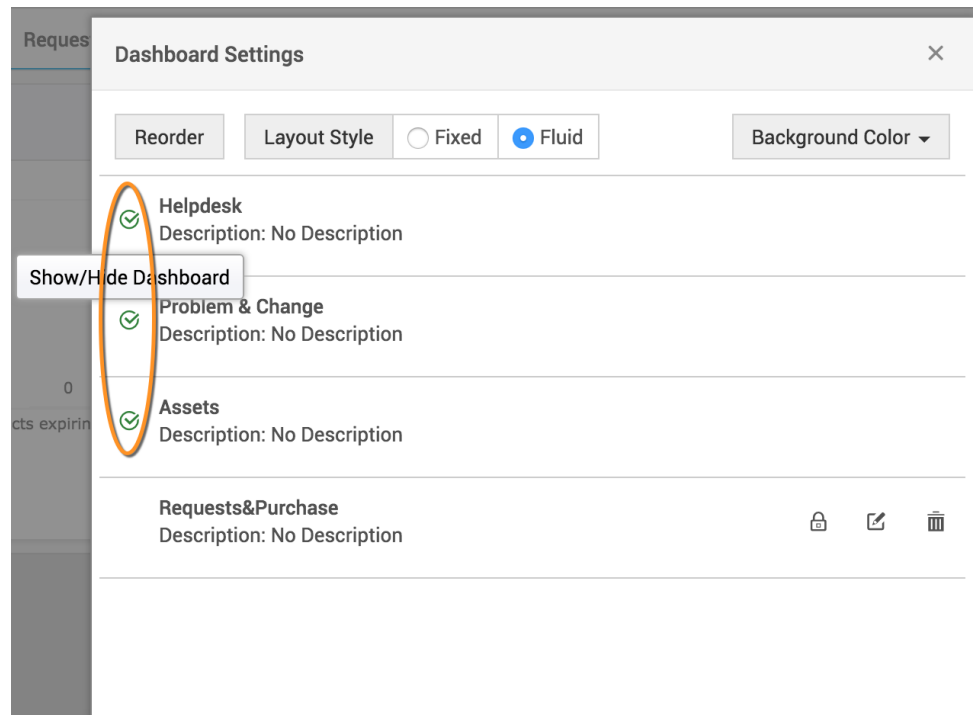 Reques
Dashboard Settings
Reorder
Layout Style
Fixed
Fluid
Background Color
Helpdesk
Description: No Description
Show/Hide Dashboard
Problem & Change
Description: No Description
0
cts expirin
Assets
Description: No Description
Requests&Purchase
Description: No Description